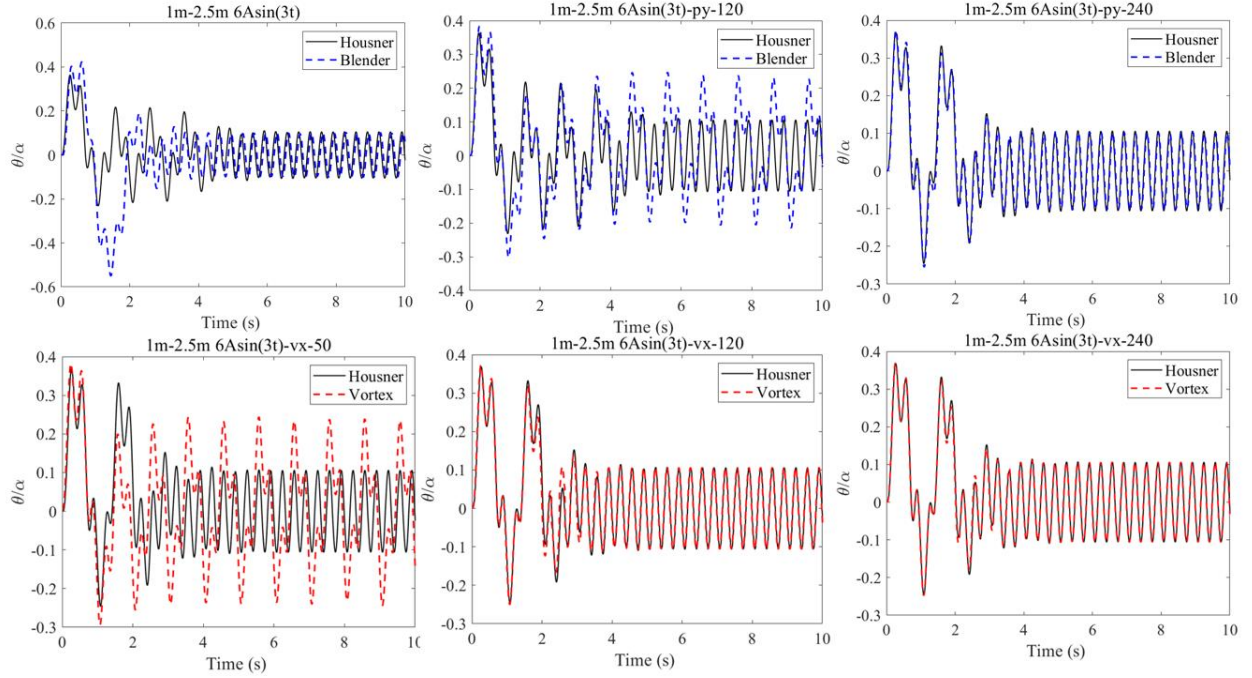 1m-2.5m 6Asin(3t)
Housner
Blender
θ/α
0.6
0.4
0.2
0
-0.2
-0.4
-0.6
0 2 4 6 8 10
Time (s)
1m-2.5m 6Asin(3t)-py-120
Housner
Blender
θ/α
0.4
0.3
0.2
0.1
0
-0.1
-0.2
-0.3
-0.4
0 2 4 6 8 10
Time (s)
1m-2.5m 6Asin(3t)-py-240
Housner
Blender
θ/α
0.4
0.3
0.2
0.1
0
-0.1
-0.2
-0.3
0 2 4 6 8 10
Time (s)
1m-2.5m 6Asin(3t)-vx-50
Housner
Vortex
θ/α
0.4
0.3
0.2
0.1
0
-0.1
-0.2
-0.3
0 2 4 6 8 10
Time (s)
1m-2.5m 6Asin(3t)-vx-120
Housner
Vortex
θ/α
0.4
0.3
0.2
0.1
0
-0.1
-0.2
-0.3
0 2 4 6 8 10
Time (s)
1m-2.5m 6Asin(3t)-vx-240
Housner
Vortex
θ/α
0.4
0.3
0.2
0.1
0
-0.1
-0.2
-0.3
0 2 4 6 8 10
Time (s)